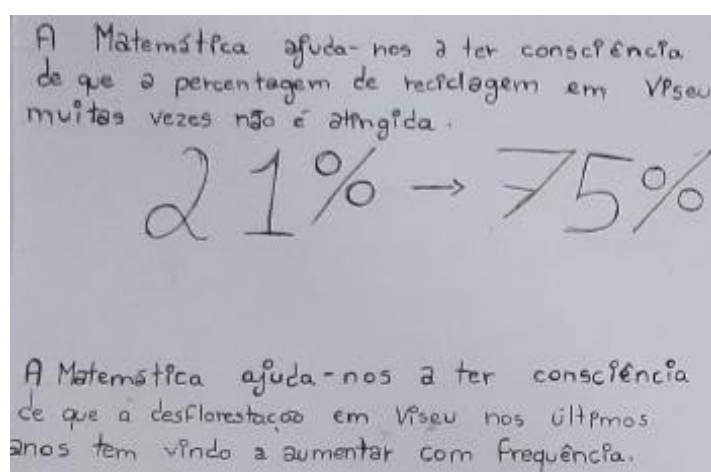 A Matemática ajuda-nos a ter consciência
de que a percentagem de reciclagem em Viseu
muitas vezes não é atingida.
21% → 75%
A Matemática ajuda-nos a ter consciência
de que a desflorestação em Viseu nos últimos
anos tem vindo a aumentar com frequência.